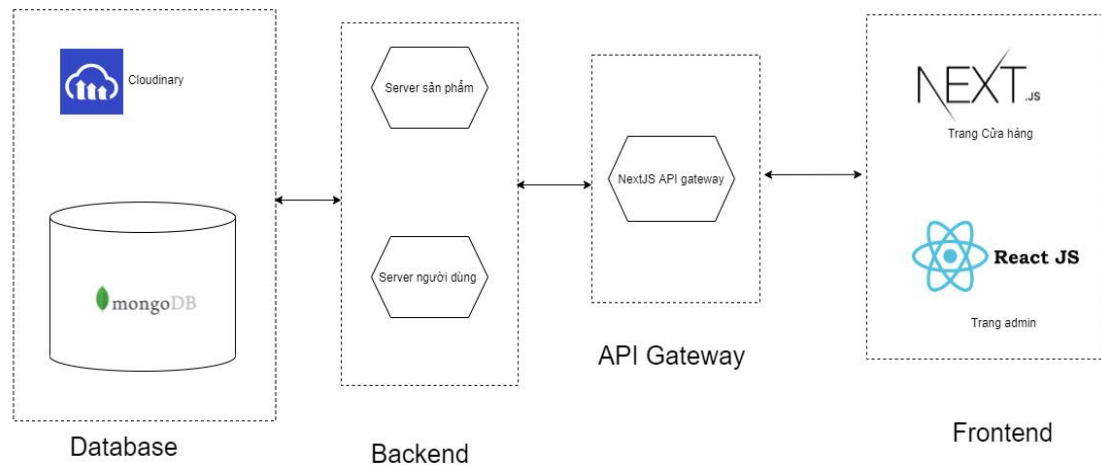 Cloudinary
mongoDB
Database
Server sản phẩm
Server người dùng
Backend
NextJS API gateway
API Gateway
NEXT.JS
Trang Cửa hàng
React JS
Trang admin
Frontend